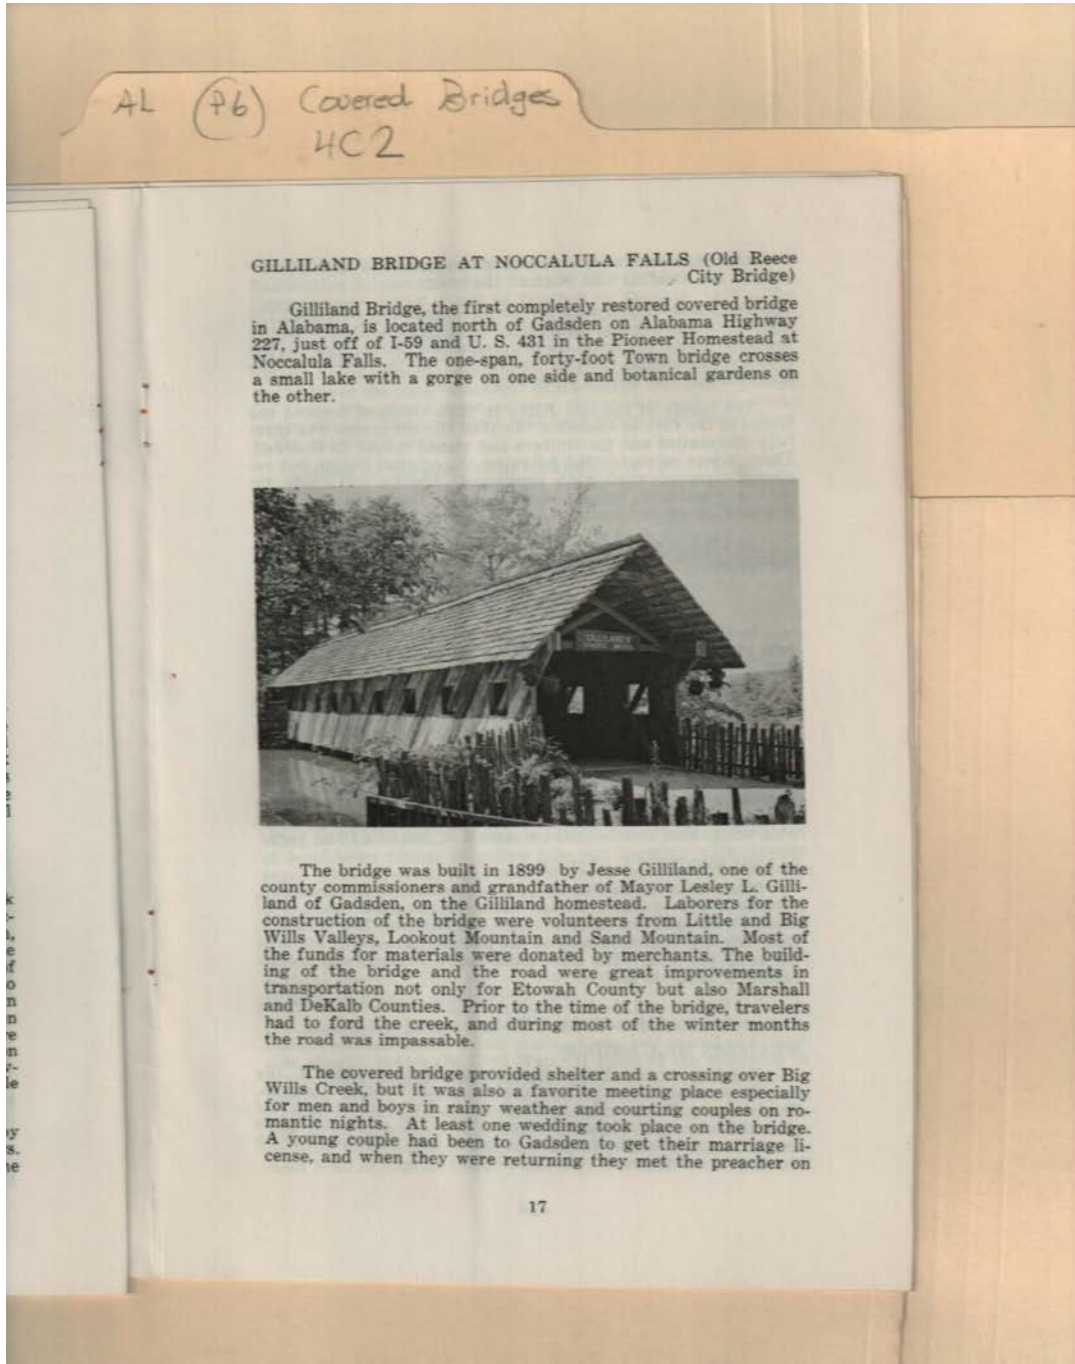 AL (P6) Covered Bridges
4C2
GILLILAND BRIDGE AT NOCCALULA FALLS (Old Reece
City Bridge)
Gilliland Bridge, the first completely restored covered bridge
in Alabama, is located north of Gadsden on Alabama Highway
227, just off of I-59 and U. S. 431 in the Pioneer Homestead at
Noccalula Falls. The one-span, forty-foot Town bridge crosses
a small lake with a gorge on one side and botanical gardens on
the other.
The bridge was built in 1899 by Jesse Gilliland, one of the
county commissioners and grandfather of Mayor Lesley L. Gilli-
land of Gadsden, on the Gilliland homestead. Laborers for the
construction of the bridge were volunteers from Little and Big
Wills Valleys, Lookout Mountain and Sand Mountain. Most of
the funds for materials were donated by merchants. The build-
ing of the bridge and the road were great improvements in
transportation not only for Etowah County but also Marshall
and DeKalb Counties. Prior to the time of the bridge, travelers
had to ford the creek, and during most of the winter months
the road was impassable.
The covered bridge provided shelter and a crossing over Big
Wills Creek, but it was also a favorite meeting place especially
for men and boys in rainy weather and courting couples on ro-
mantic nights. At least one wedding took place on the bridge.
A young couple had been to Gadsden to get their marriage li-
cense, and when they were returning they met the preacher on
17